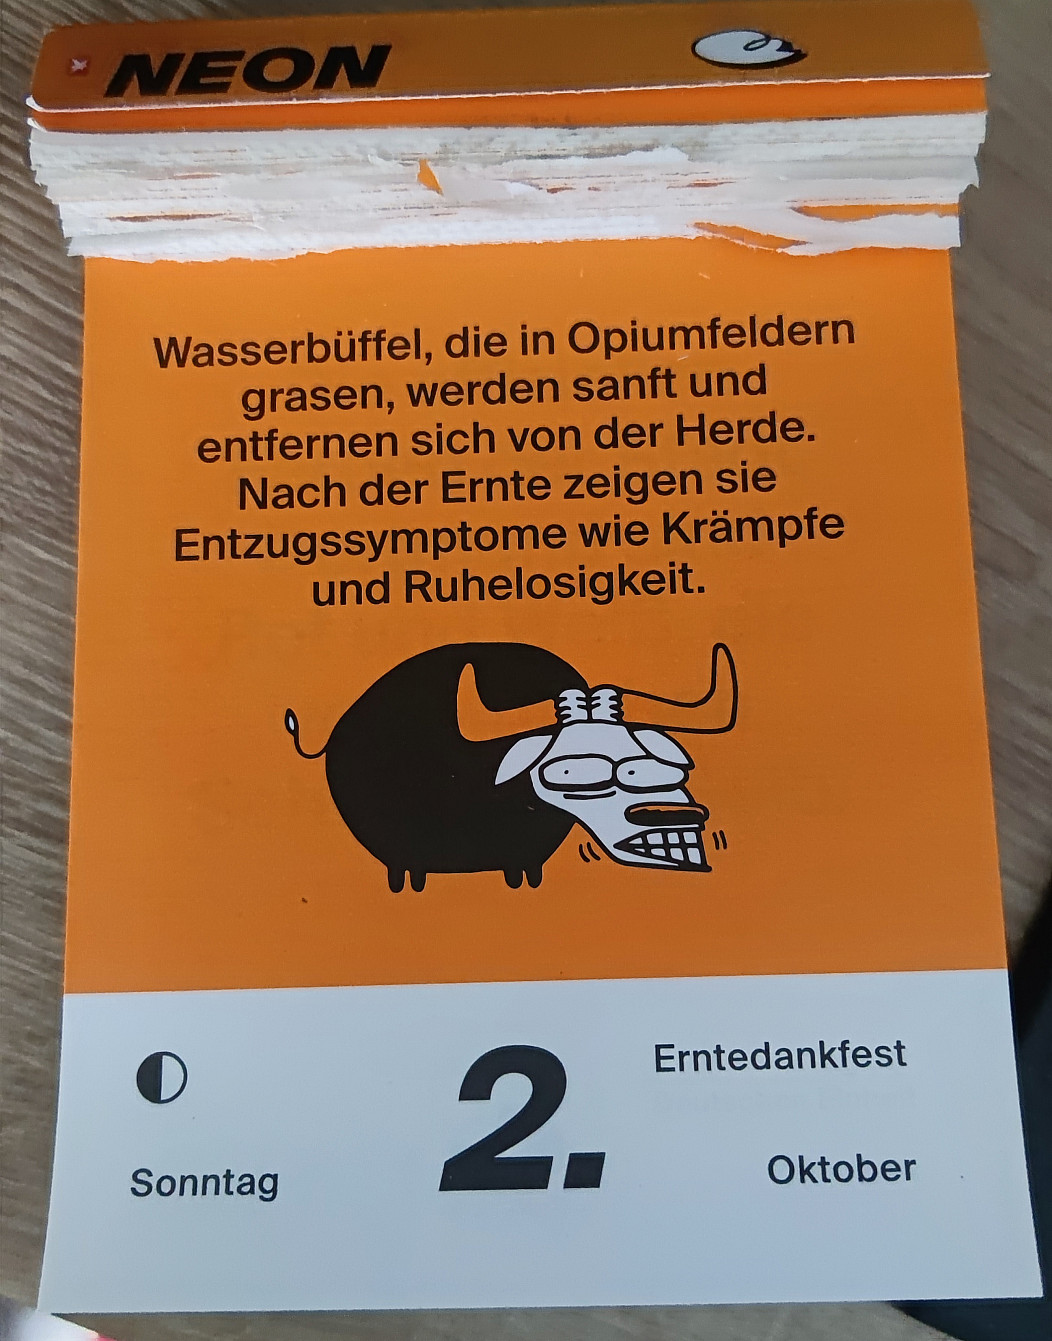 NEON
Wasserbüffel, die in Opiumfeldern
grasen, werden sanft und
entfernen sich von der Herde.
Nach der Ernte zeigen sie
Entzugssymptome wie Krämpfe
und Ruhelosigkeit.
Erntedankfest
2.
Sonntag
Oktober